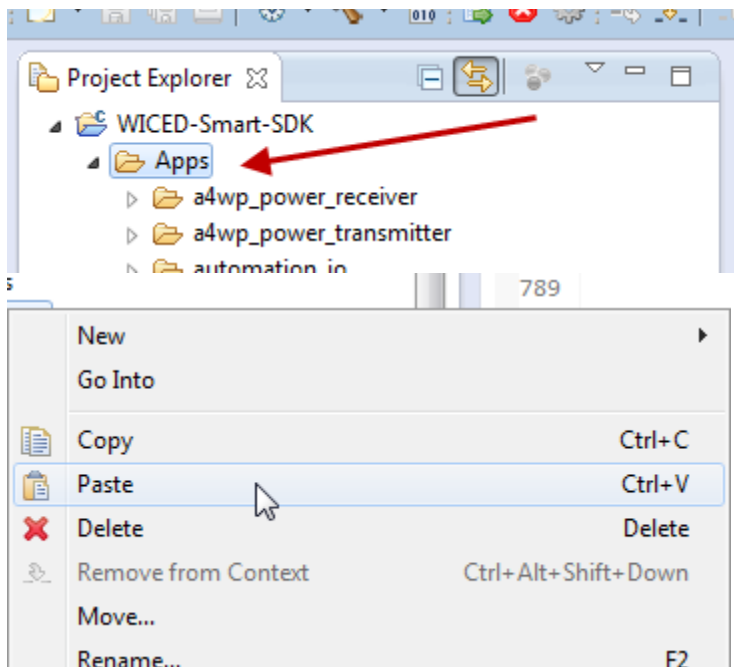 010
Project Explorer
WICED-Smart-SDK
Apps
a4wp_power_receiver
a4wp_power_transmitter
automation_io
s
789
New
Go Into
Copy Ctrl+C
Paste Ctrl+V
Delete Delete
Remove from Context Ctrl+Alt+Shift+Down
Move...
Rename... F2